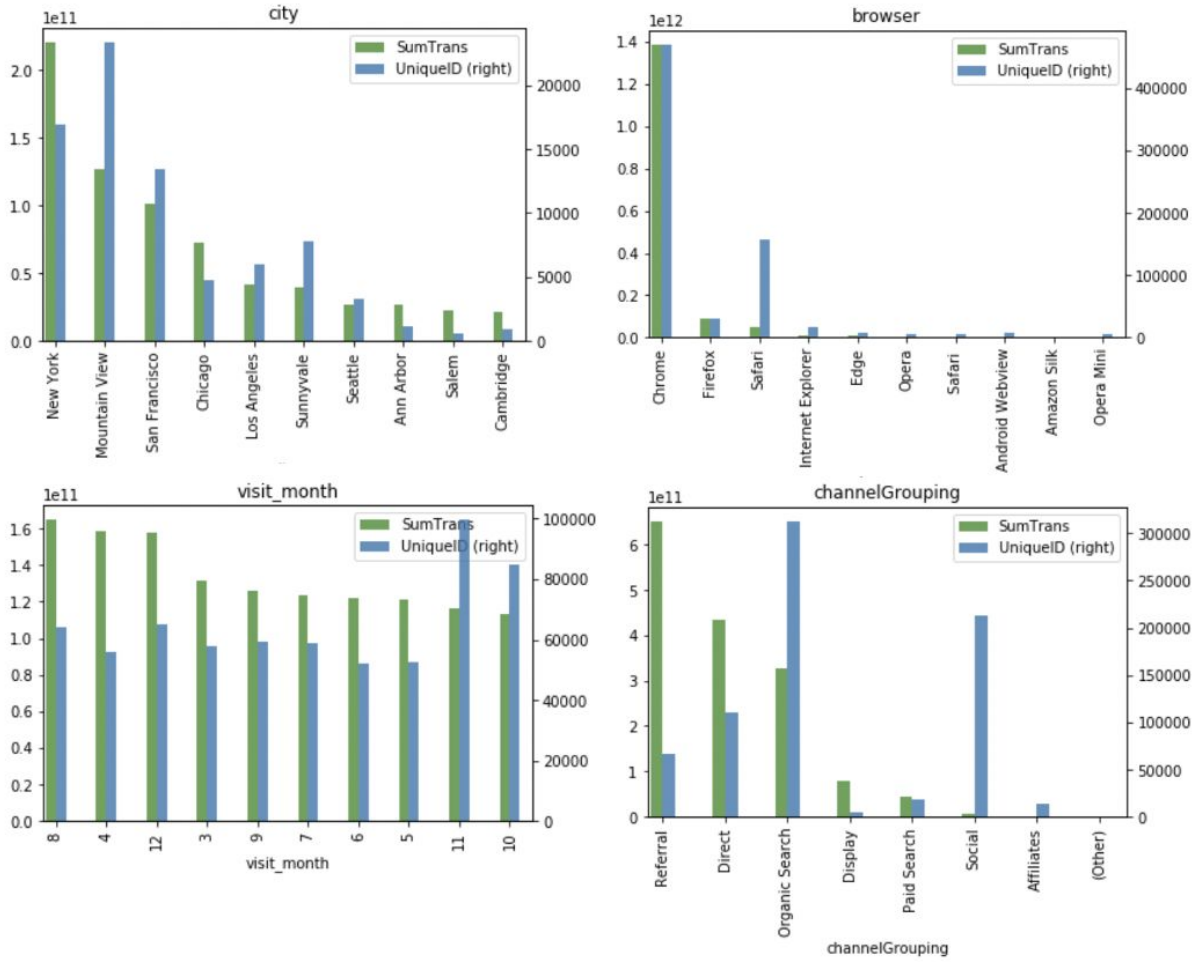 city
1e11
SumTrans
UniqueID (right)
2.0
1.5
1.0
0.5
0.0
20000
15000
10000
5000
0
New York
Mountain View
San Francisco
Chicago
Los Angeles
Sunnyvale
Seattle
Ann Arbor
Salem
Cambridge
browser
1e12
SumTrans
UniqueID (right)
1.4
1.2
1.0
0.8
0.6
0.4
0.2
0.0
400000
300000
200000
100000
0
Chrome
Firefox
Safari
Internet Explorer
Edge
Opera
Safari
Android Webview
Amazon Silk
Opera Mini
visit_month
1e11
SumTrans
UniqueID (right)
1.6
1.4
1.2
1.0
0.8
0.6
0.4
0.2
0.0
100000
80000
60000
40000
20000
0
8
4
12
3
9
7
6
5
11
10
visit_month
channelGrouping
1e11
SumTrans
UniqueID (right)
6
5
4
3
2
1
0
300000
250000
200000
150000
100000
50000
0
Referral
Direct
Organic Search
Display
Paid Search
Social
Affiliates
(Other)
channelGrouping